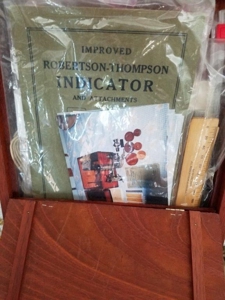 IMPROVED
ROBERTSON-THOMPSON
INDICATOR
AND ATTACHMENTS